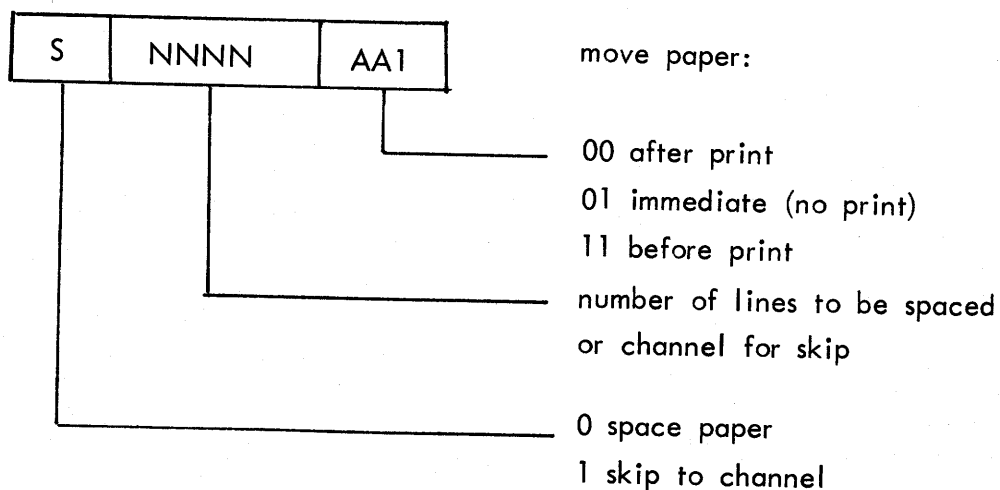 S NNNN AA1 move paper:
00 after print
01 immediate (no print)
11 before print
number of lines to be spaced
or channel for skip
0 space paper
1 skip to channel